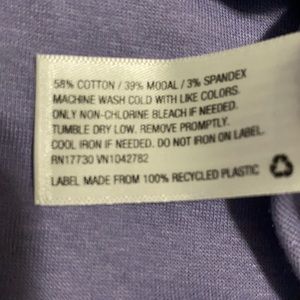 58% COTTON / 39% MODAL / 3% SPANDEX
MACHINE WASH COLD WITH LIKE COLORS.
ONLY NON-CHLORINE BLEACH IF NEEDED.
TUMBLE DRY LOW. REMOVE PROMPTLY.
COOL IRON IF NEEDED. DO NOT IRON ON LABEL.
RN17730 VN1042782
LABEL MADE FROM 100% RECYCLED PLASTIC